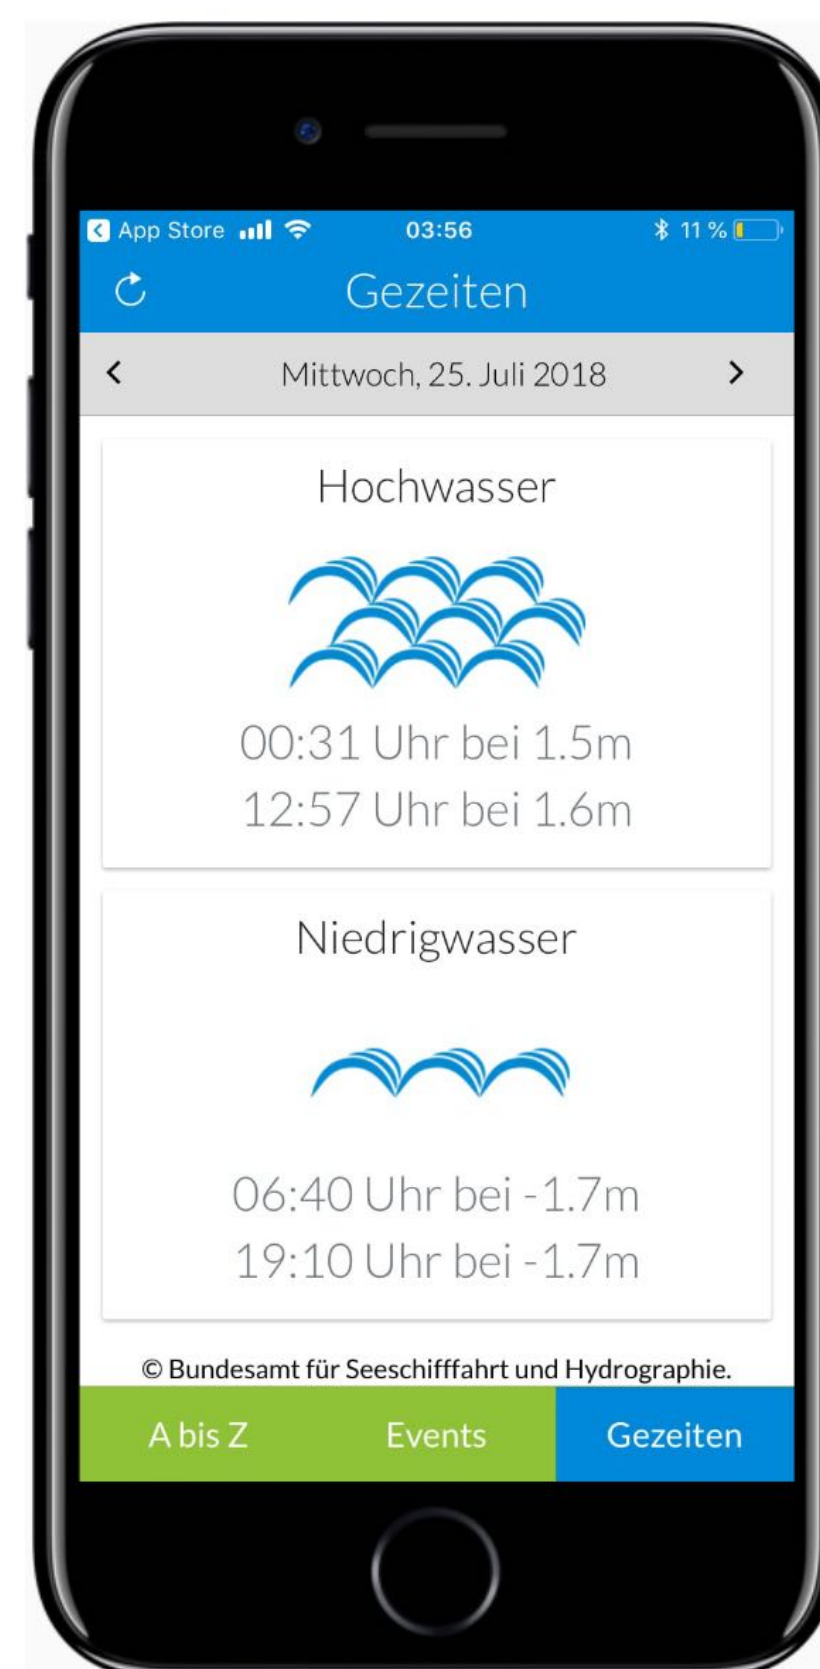 App Store 03:56 11 %
Gezeiten
Mittwoch, 25. Juli 2018
Hochwasser
00:31 Uhr bei 1.5m
12:57 Uhr bei 1.6m
Niedrigwasser
06:40 Uhr bei -1.7m
19:10 Uhr bei -1.7m
© Bundesamt für Seeschifffahrt und Hydrographie.
A bis Z Events Gezeiten